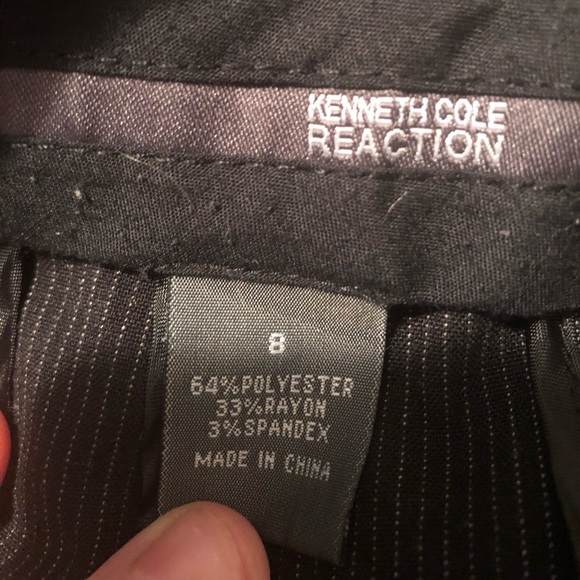 KENNETH COLE
REACTION
8
64%POLYESTER
33%RAYON
3%SPANDEX
MADE IN CHINA